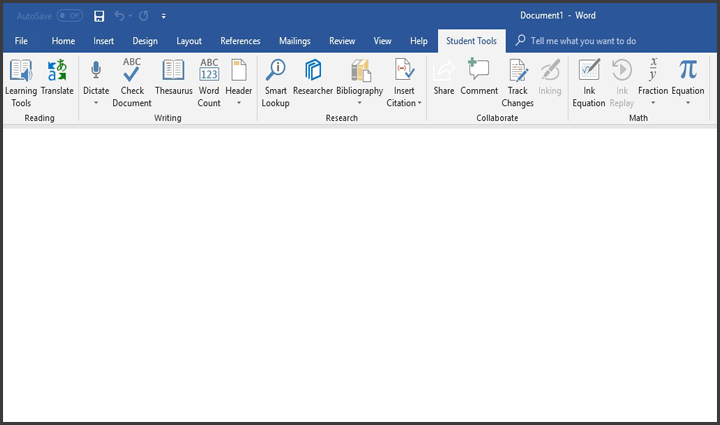 AutoSave Off Document1 - Word
File Home Insert Design Layout References Mailings Review View Help Student Tools Tell me what you want to do
ABC ABC 123 x y π
あ
Learning Tools Translate Dictate Check Document Thesaurus Word Count Header Smart Lookup Researcher Bibliography Insert Citation Share Comment Track Changes Inking Ink Equation Ink Replay Fraction Equation
Reading Writing Research Collaborate Math